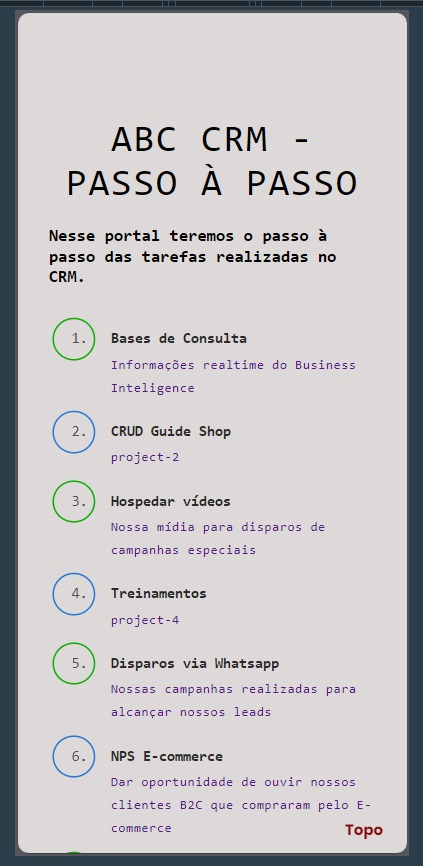 ABC CRM -
PASSO À PASSO
Nesse portal teremos o passo à
passo das tarefas realizadas no
CRM.
1. Bases de Consulta
Informações realtime do Business
Inteligence
2. CRUD Guide Shop
project-2
3. Hospedar vídeos
Nossa mídia para disparos de
campanhas especiais
4. Treinamentos
project-4
5. Disparos via Whatsapp
Nossas campanhas realizadas para
alcançar nossos leads
6. NPS E-commerce
Dar oportunidade de ouvir nossos
clientes B2C que compraram pelo E-
commerce
Topo